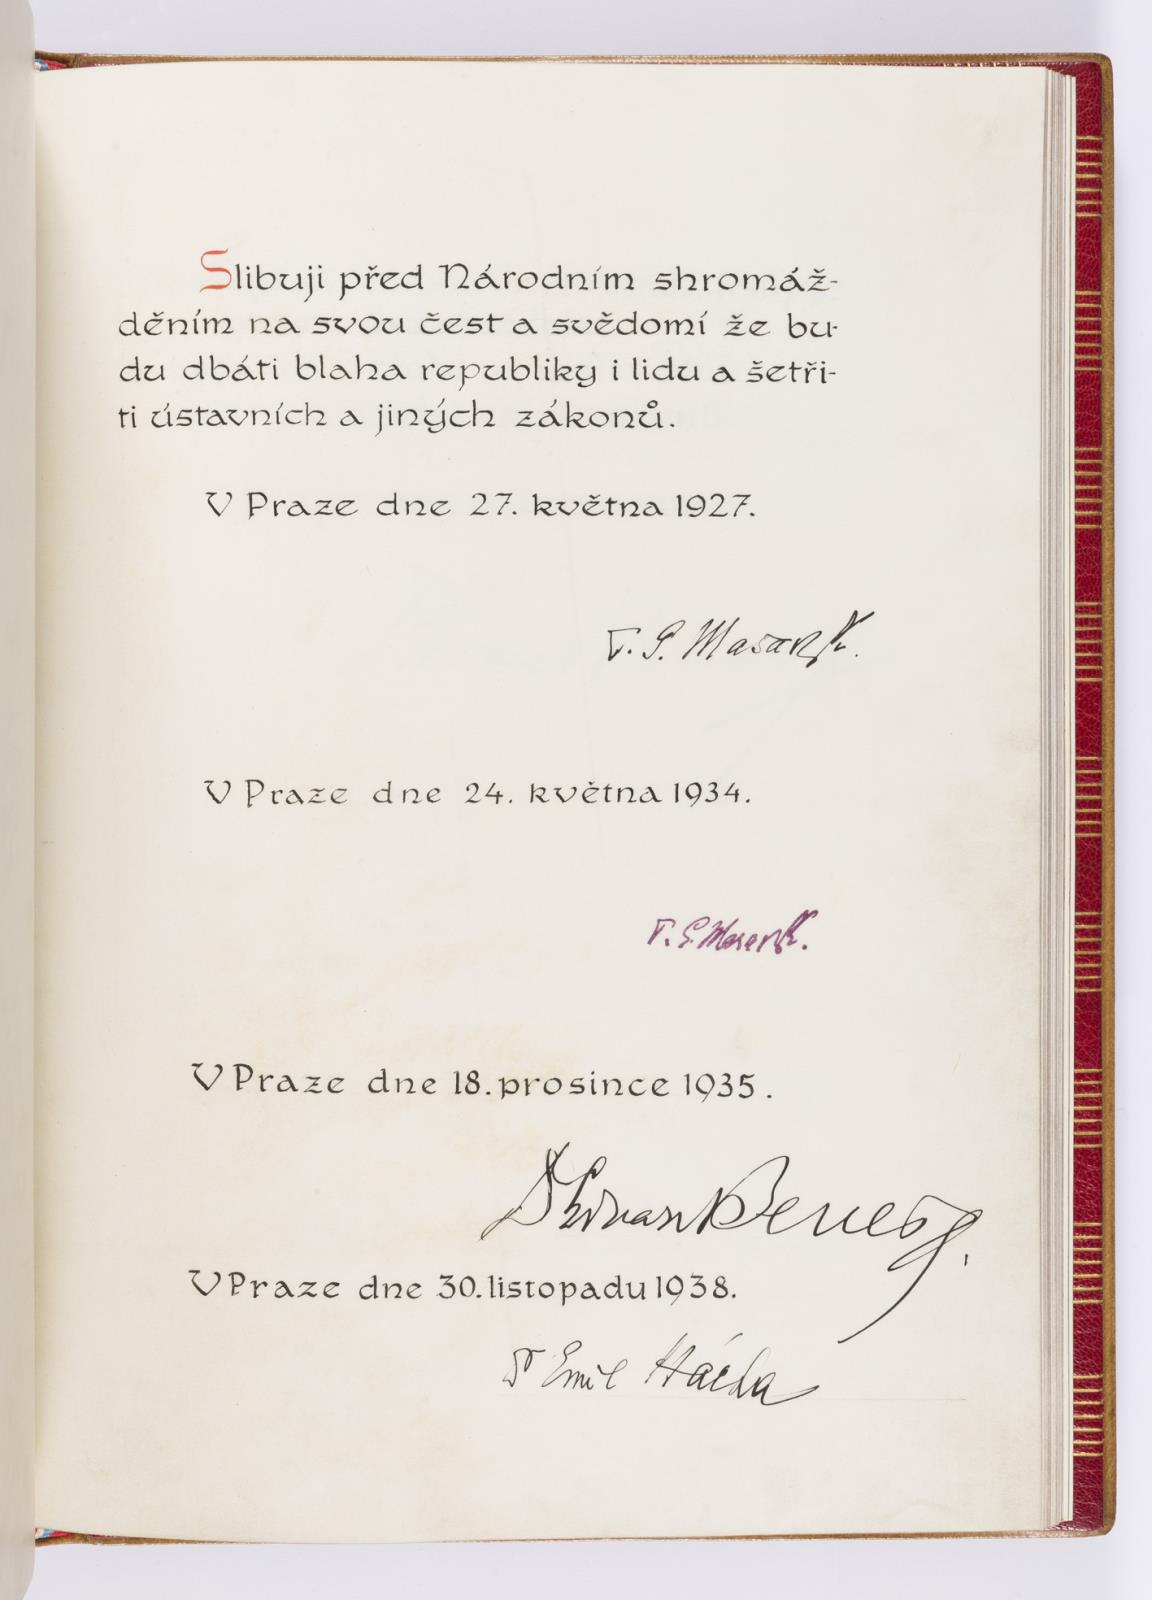 Slibuji před Národním shromáž-
děním na svou čest a svědomí že bu-
du dbáti blaha republiky i lidu a šetři-
ti ústavních a jiných zákonů.
V Praze dne 27. května 1927.
T. G. Masaryk.
V Praze dne 24. května 1934.
T. G. Masaryk.
V Praze dne 18. prosince 1935.
Dr Edvard Beneš.
V Praze dne 30. listopadu 1938.
Dr Emil Hácha